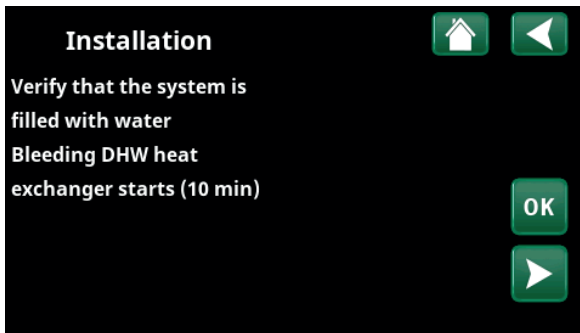 Installation
Verify that the system is
filled with water
Bleeding DHW heat
exchanger starts (10 min)
OK